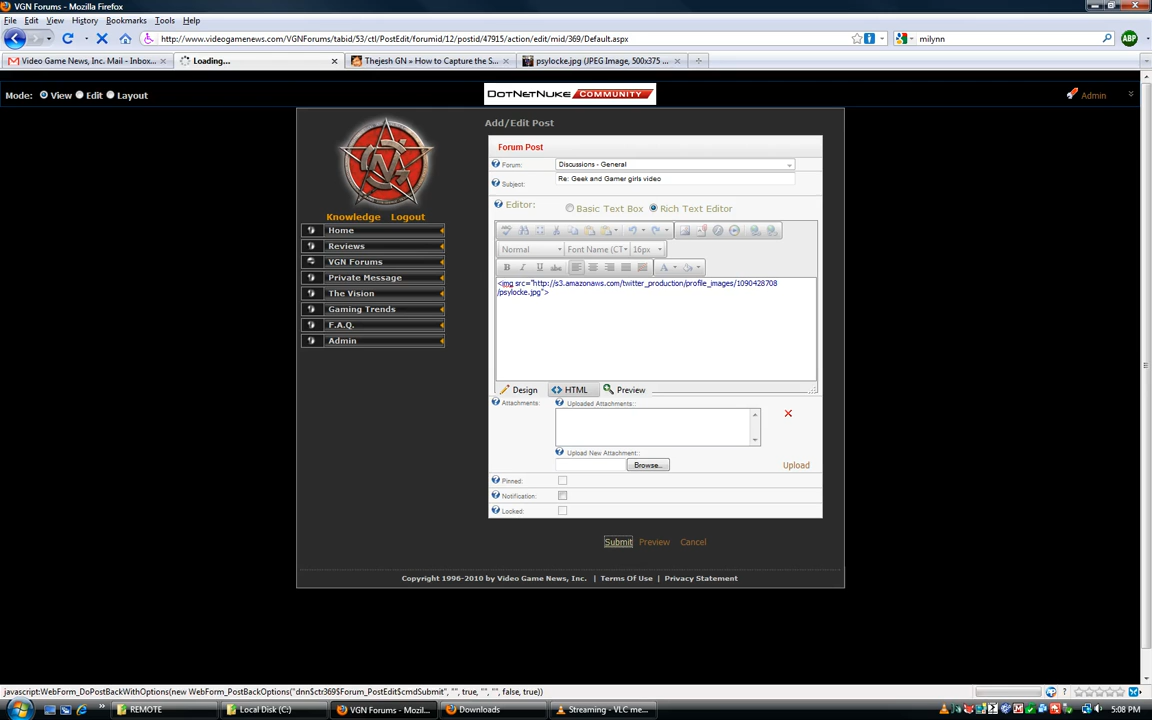 VGN Forums - Mozilla Firefox
File Edit View History Bookmarks Tools Help
http://www.videogamenews.com/VGNForums/tabid/53/ctl/PostEdit/forumid/12/postid/47915/action/edit/mid/369/Default.aspx
milynn
ABP
Video Game News, Inc. Mail - Inbox...
Loading...
Thejesh GN » How to Capture the S...
psylocke.jpg (JPEG Image, 500x375 ...
Mode: View Edit Layout
DOTNETNUKE COMMUNITY
Admin
Add/Edit Post
Knowledge Logout
Home
Reviews
VGN Forums
Private Message
The Vision
Gaming Trends
F.A.Q.
Admin
Forum Post
Forum: Discussions - General
Subject: Re: Geek and Gamer girls video
Editor: Basic Text Box Rich Text Editor
Normal Font Name (CT 16px
B I U abc A
<img src="http://s3.amazonaws.com/twitter_production/profile_images/1090428708
/psylocke.jpg">
Design HTML Preview
Attachments: Uploaded Attachments::
Upload New Attachment::
Browse... Upload
Pinned:
Notification:
Locked:
Submit Preview Cancel
Copyright 1996-2010 by Video Game News, Inc. | Terms Of Use | Privacy Statement
javascript:WebForm_DoPostBackWithOptions(new WebForm_PostBackOptions("dnn$ctr369$Forum_PostEdit$cmdSubmit", "", true, "", "", false, true))
REMOTE
Local Disk (C:)
VGN Forums - Mozil...
Downloads
Streaming - VLC me...
5:08 PM